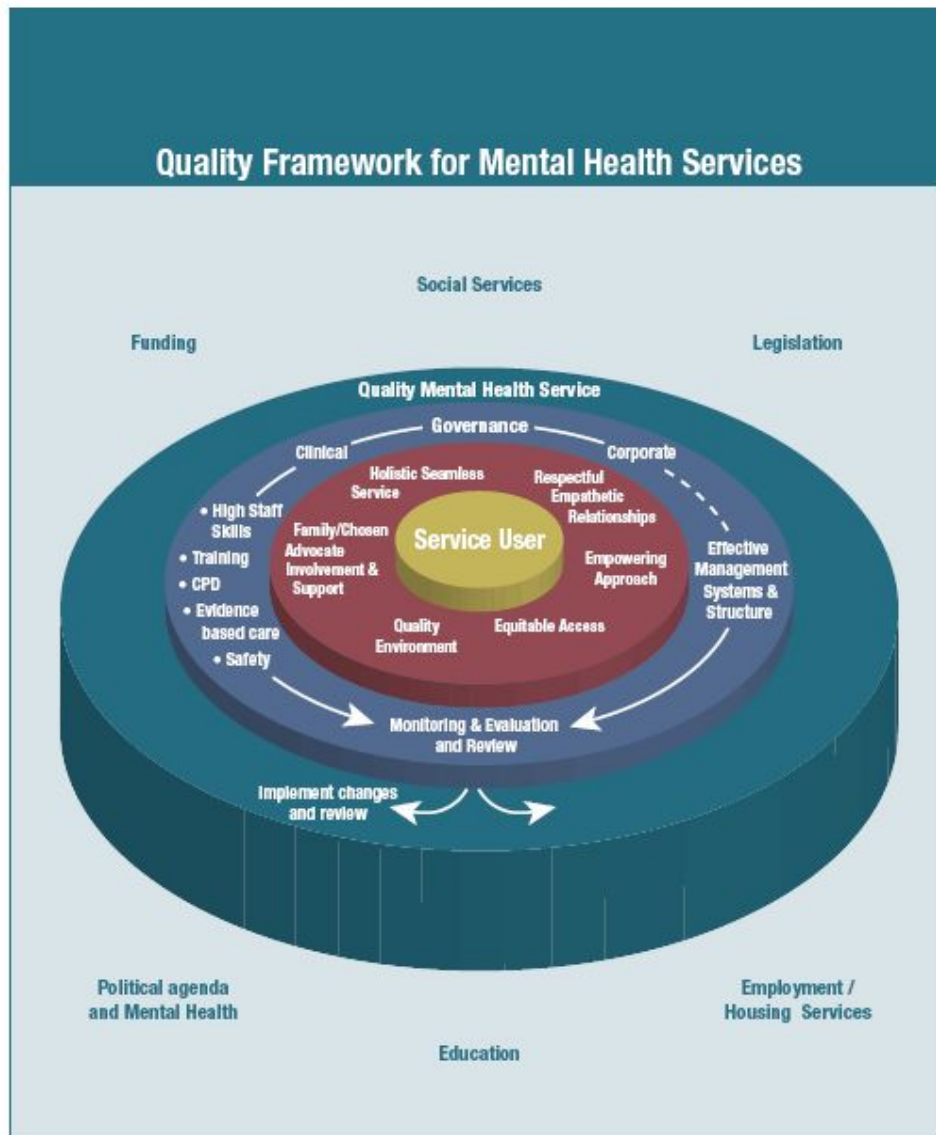 Quality Framework for Mental Health Services
Social Services
Funding
Legislation
Quality Mental Health Service
Governance
Clinical
Corporate
Holistic Seamless
Service
Respectful
Empathetic
Relationships
• High Staff
Skills
• Training
• CPD
• Evidence
based care
• Safety
Family/Chosen
Advocate
Involvement &
Support
Service User
Empowering
Approach
Effective
Management
Systems &
Structure
Quality
Environment
Equitable Access
Monitoring & Evaluation
and Review
Implement changes
and review
Political agenda
and Mental Health
Employment /
Housing Services
Education